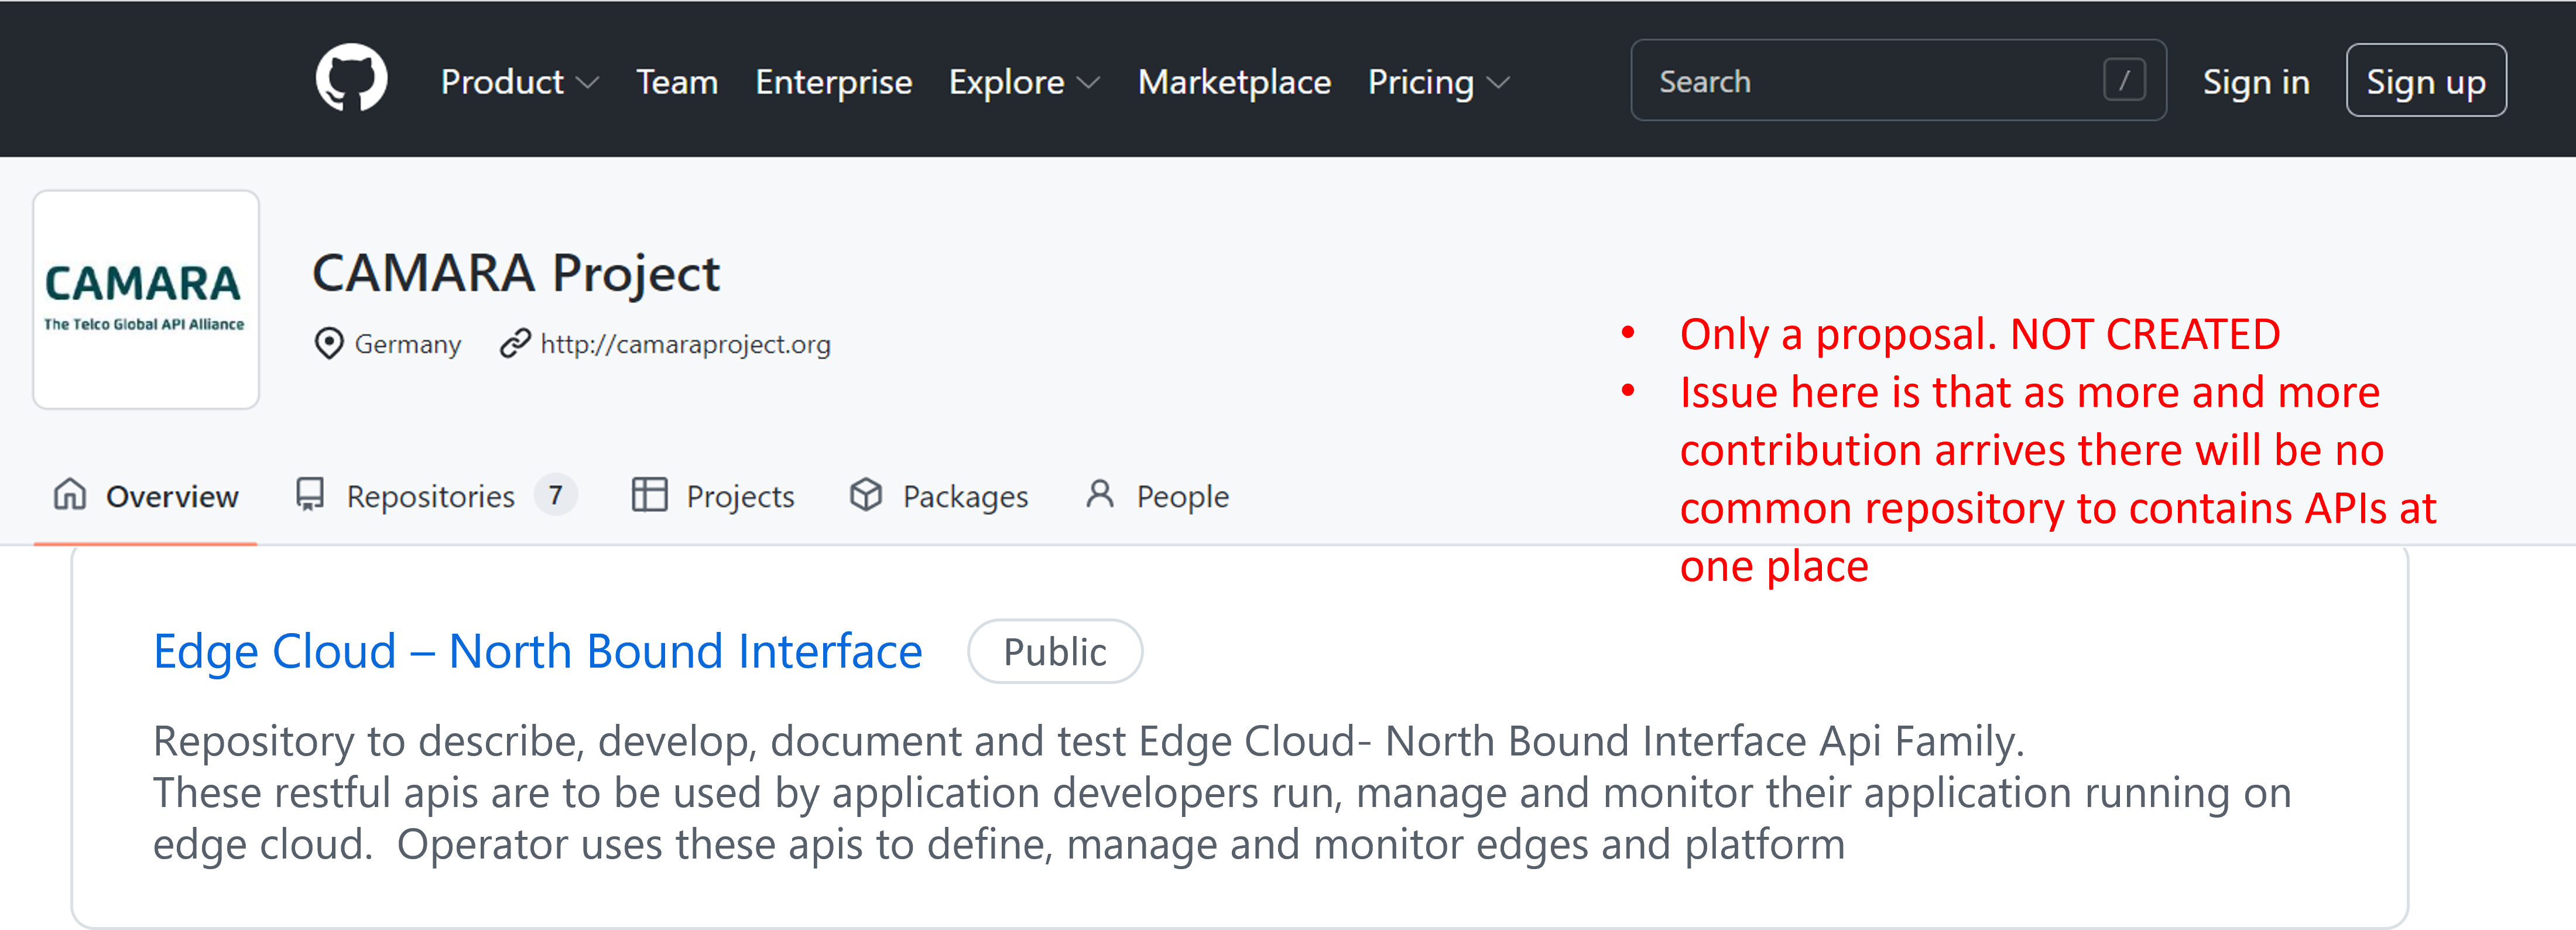 Product Team Enterprise Explore Marketplace Pricing Search / Sign in Sign up
CAMARA
The Telco Global API Alliance
CAMARA Project
Germany http://camaraproject.org
• Only a proposal. NOT CREATED
• Issue here is that as more and more
contribution arrives there will be no
common repository to contains APIs at
one place
Overview Repositories 7 Projects Packages People
Edge Cloud – North Bound Interface Public
Repository to describe, develop, document and test Edge Cloud- North Bound Interface Api Family.
These restful apis are to be used by application developers run, manage and monitor their application running on
edge cloud.  Operator uses these apis to define, manage and monitor edges and platform